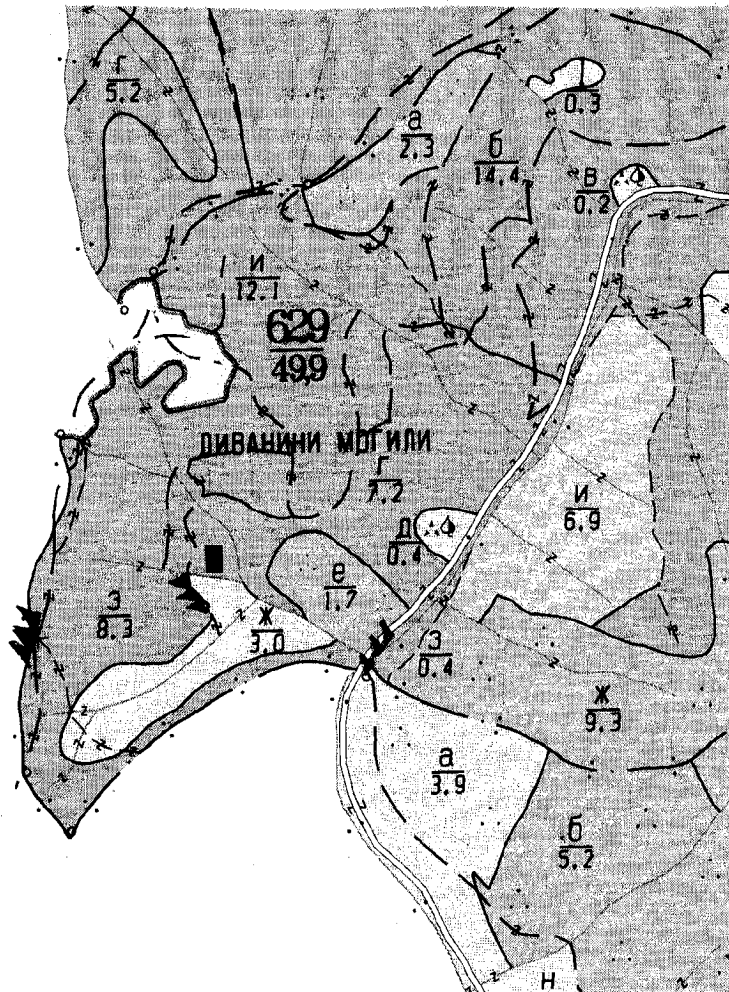 г
5.2
0.3
а
2.3
б
14.4
в
0.2
и
12.1
629
49,9
ДИВАНИНИ МОГИЛИ
г
7.2
и
6.9
д
0.4
е
1.7
з
8.3
ж
3.0
з
0.4
ж
9.3
а
3.9
б
5.2
н